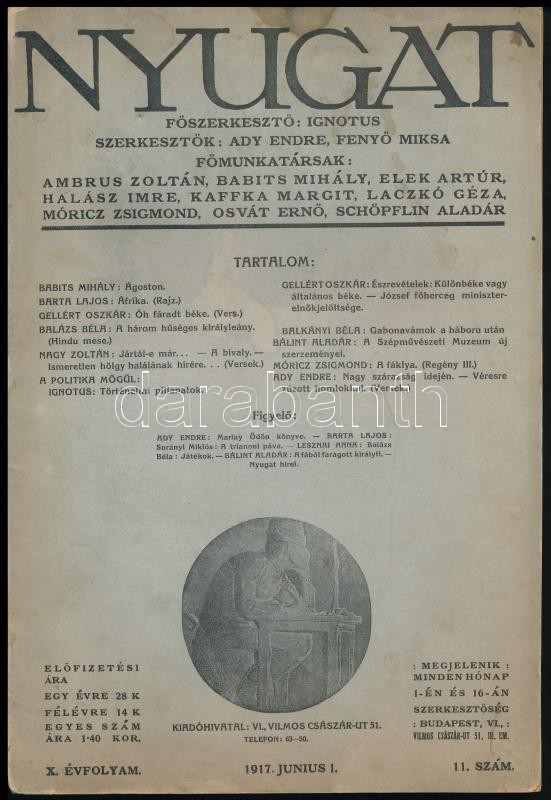 NYUGAT
FŐSZERKESZTŐ: IGNOTUS
SZERKESZTŐK: ADY ENDRE, FENYŐ MIKSA
FŐMUNKATÁRSAK:
AMBRUS ZOLTÁN, BABITS MIHÁLY, ELEK ARTÚR,
HALÁSZ IMRE, KAFFKA MARGIT, LACZKÓ GÉZA,
MÓRICZ ZSIGMOND, OSVÁT ERNŐ, SCHÖPFLIN ALADÁR
TARTALOM:
BABITS MIHÁLY: Ágoston.
BARTA LAJOS: Áfrika. (Rajz.)
GELLÉRT OSZKÁR: Óh fáradt béke. (Vers.)
BALÁZS BÉLA: A három hűséges királyleány.
(Hindu mese.)
NAGY ZOLTÁN: Jártál-e már... — A bivaly. —
Ismeretlen hölgy halálának hírére... (Versek.)
A POLITIKA MÖGÜL:
IGNOTUS: Történelmi pillanatok.
GELLÉRT OSZKÁR: Észrevételek: Különbéke vagy
általános béke. — József főherceg miniszter-
elnökjelöltsége.
BALKÁNYI BÉLA: Gabonavámok a háboru után
BÁLINT ALADÁR: A Szépművészeti Muzeum új
szerzeményei.
MÓRICZ ZSIGMOND: A fáklya. (Regény III.)
ADY ENDRE: Nagy szárazság idején. — Véresre
zúzott homlokkal. (Versek.)
darabanth
Figyelő:
ADY ENDRE: Marlay Ödön könyve. — BARTA LAJOS:
Surányi Miklós: A trianoni páva. — LESZNAI ANNA: Balázs
Béla: Játékok. — BÁLINT ALADÁR: A fából faragott királyfi. —
Nyugat hirei.
ELŐFIZETÉSI
ÁRA
EGY ÉVRE 28 K
FÉLÉVRE 14 K
EGYES SZÁM
ÁRA 1·40 KOR.
KIADÓHIVATAL: VI., VILMOS CSÁSZÁR-UT 51.
TELEFON: 63—50.
: MEGJELENIK :
MINDEN HÓNAP
1-ÉN ÉS 16-ÁN
SZERKESZTŐSÉG
: BUDAPEST, VI., :
VILMOS CSÁSZÁR-UT 51. III. EM.
X. ÉVFOLYAM.
1917. JUNIUS 1.
11. SZÁM.